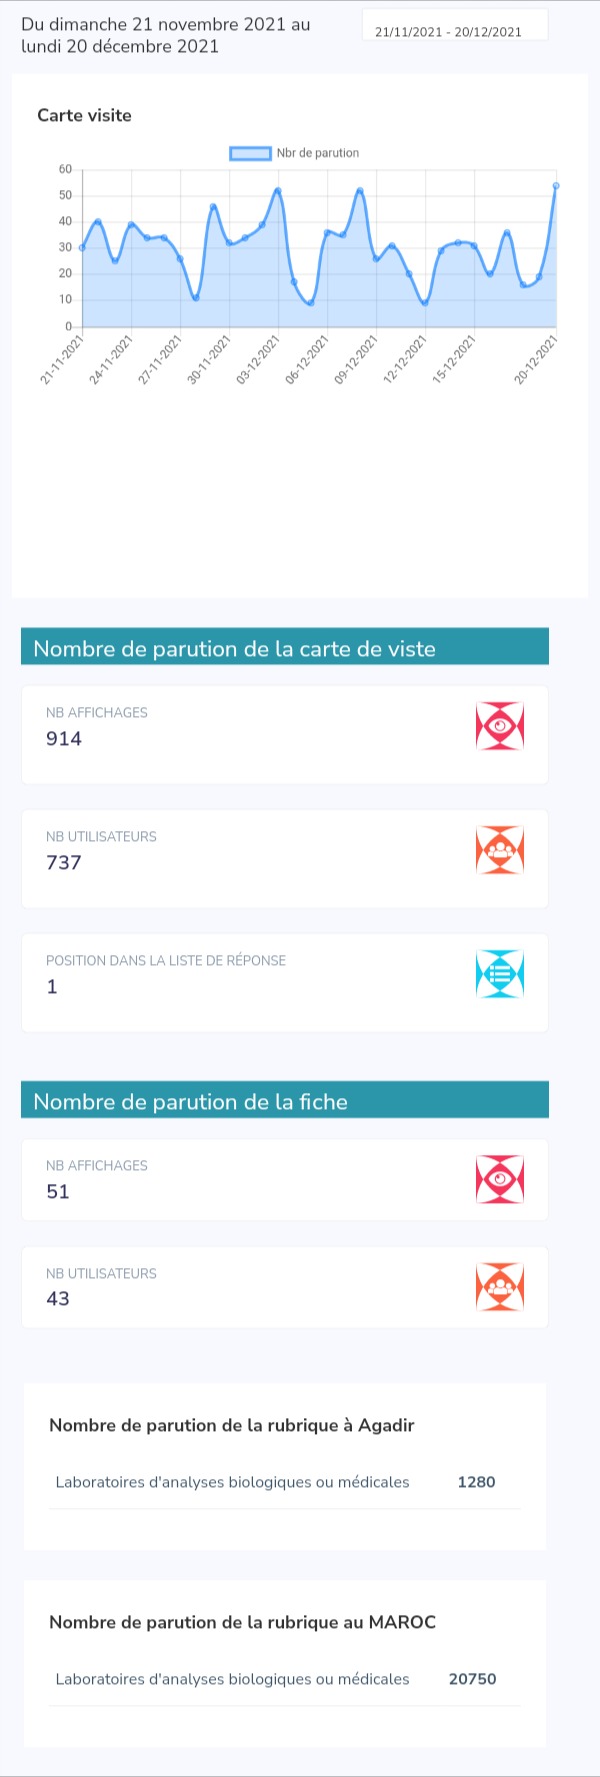 Du dimanche 21 novembre 2021 au
lundi 20 décembre 2021
21/11/2021 - 20/12/2021
Carte visite
Nbr de parution
60
50
40
30
20
10
0
21-11-2021
24-11-2021
27-11-2021
30-11-2021
03-12-2021
06-12-2021
09-12-2021
12-12-2021
15-12-2021
20-12-2021
Nombre de parution de la carte de viste
NB AFFICHAGES
914
NB UTILISATEURS
737
POSITION DANS LA LISTE DE RÉPONSE
1
Nombre de parution de la fiche
NB AFFICHAGES
51
NB UTILISATEURS
43
Nombre de parution de la rubrique à Agadir
Laboratoires d'analyses biologiques ou médicales 1280
Nombre de parution de la rubrique au MAROC
Laboratoires d'analyses biologiques ou médicales 20750